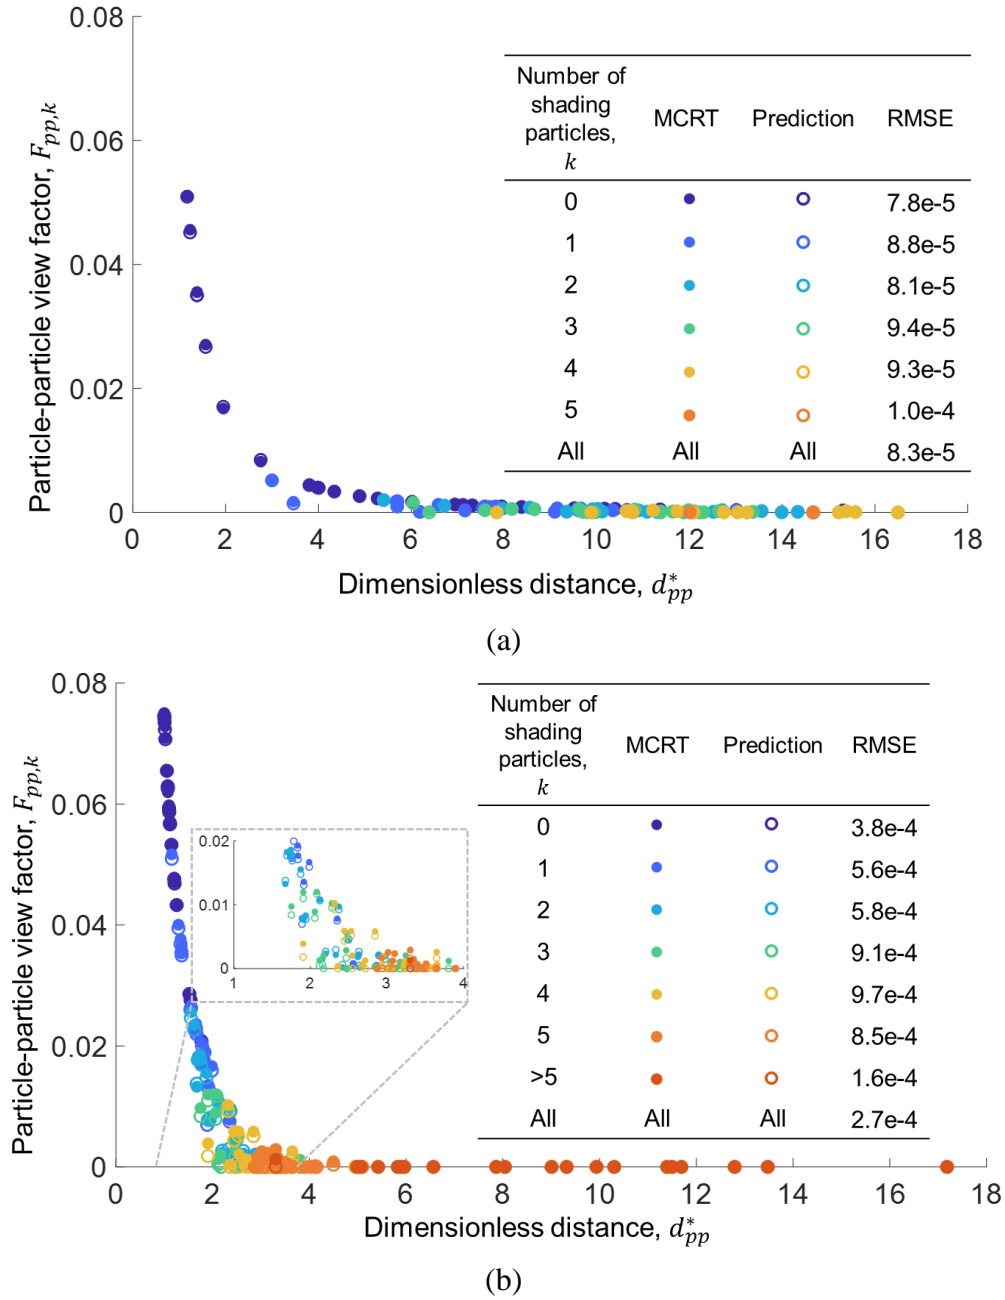 (a)
0.08
0.06
0.04
0.02
0
Particle-particle view factor, F_{pp,k}
0 2 4 6 8 10 12 14 16 18
Dimensionless distance, d*_{pp}
Number of
shading
particles,
k
MCRT Prediction RMSE
0 7.8e-5
1 8.8e-5
2 8.1e-5
3 9.4e-5
4 9.3e-5
5 1.0e-4
All All All 8.3e-5
(b)
0.08
0.06
0.04
0.02
0
Particle-particle view factor, F_{pp,k}
0 2 4 6 8 10 12 14 16 18
Dimensionless distance, d*_{pp}
0.02
0.01
0
1 2 3 4
Number of
shading
particles,
k
MCRT Prediction RMSE
0 3.8e-4
1 5.6e-4
2 5.8e-4
3 9.1e-4
4 9.7e-4
5 8.5e-4
>5 1.6e-4
All All All 2.7e-4